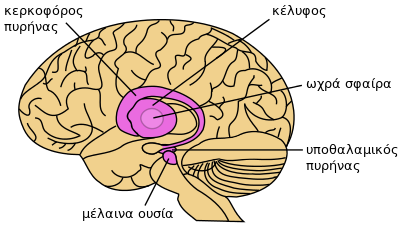 κερκοφόρος
πυρήνας
κέλυφος
ωχρά σφαίρα
υποθαλαμικός
πυρήνας
μέλαινα ουσία